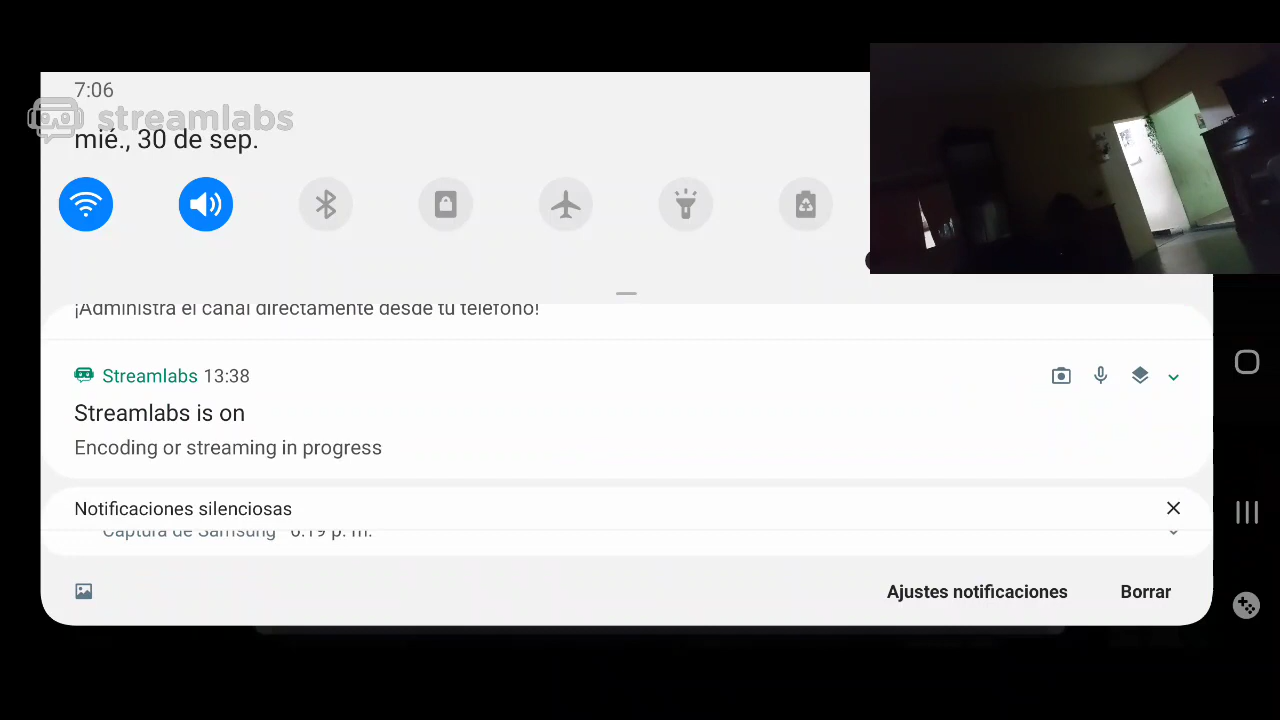 7:06
streamlabs
mié., 30 de sep.
¡Administra el canal directamente desde tu teléfono!
Streamlabs 13:38
Streamlabs is on
Encoding or streaming in progress
Notificaciones silenciosas
Captura de Samsung 6:19 p. m.
Ajustes notificaciones Borrar